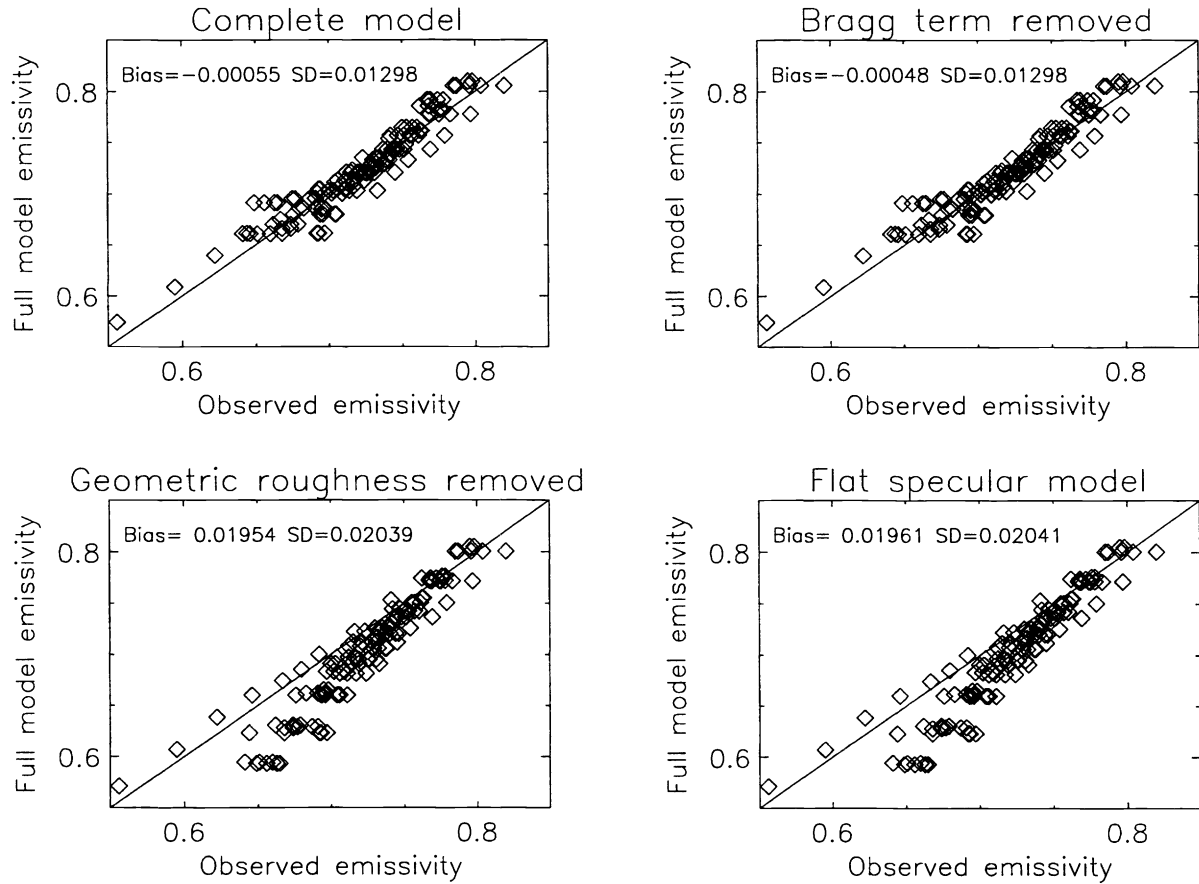 Complete model
Bias=−0.00055 SD=0.01298
Full model emissivity
0.8
0.6
0.6 0.8
Observed emissivity
Bragg term removed
Bias=−0.00048 SD=0.01298
Full model emissivity
0.8
0.6
0.6 0.8
Observed emissivity
Geometric roughness removed
Bias= 0.01954 SD=0.02039
Full model emissivity
0.8
0.6
0.6 0.8
Observed emissivity
Flat specular model
Bias= 0.01961 SD=0.02041
Full model emissivity
0.8
0.6
0.6 0.8
Observed emissivity